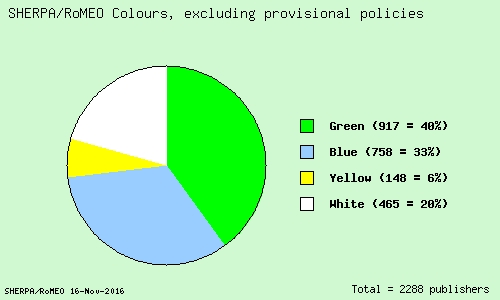 SHERPA/RoMEO Colours, excluding provisional policies
Green (917 = 40%)
Blue (758 = 33%)
Yellow (148 = 6%)
White (465 = 20%)
SHERPA/RoMEO 16-Nov-2016
Total = 2288 publishers